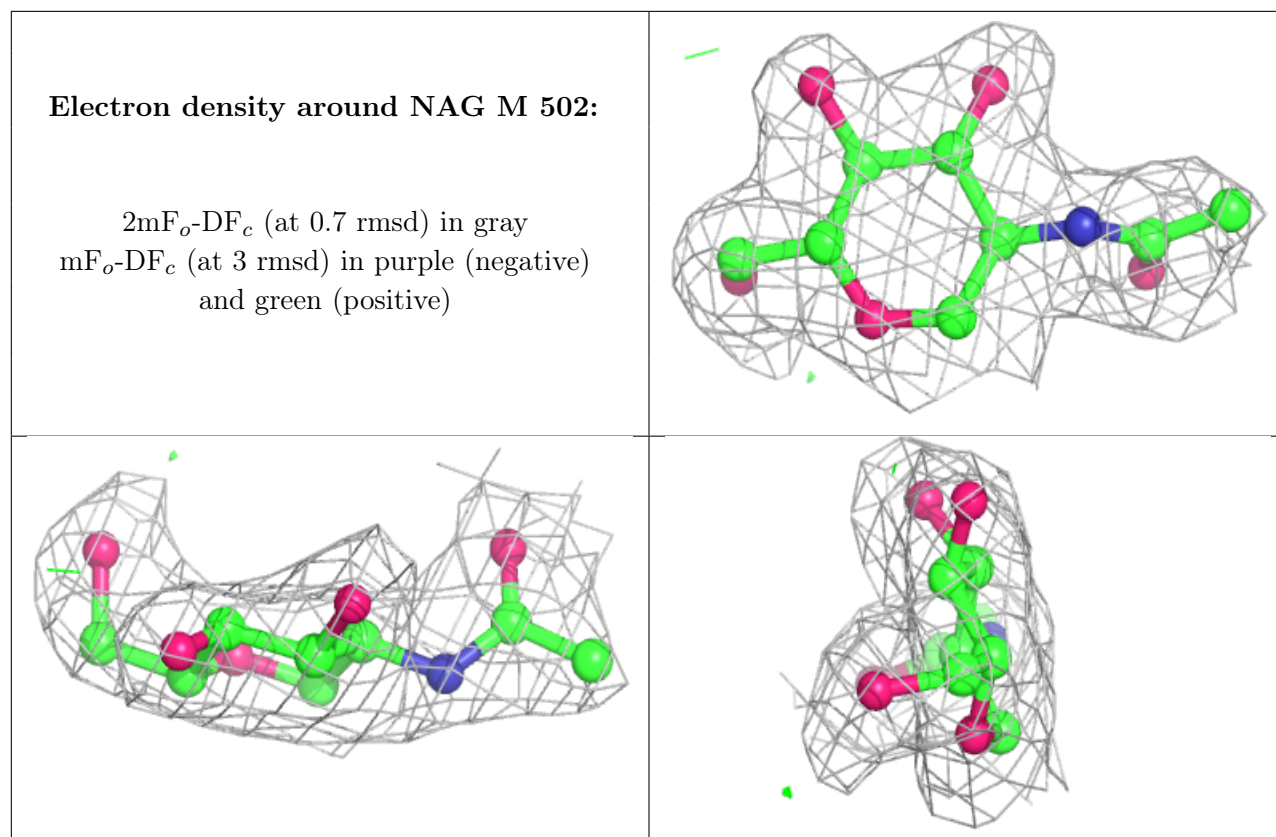 Electron density around NAG M 502:
2mFo-DFc (at 0.7 rmsd) in gray
mFo-DFc (at 3 rmsd) in purple (negative)
and green (positive)